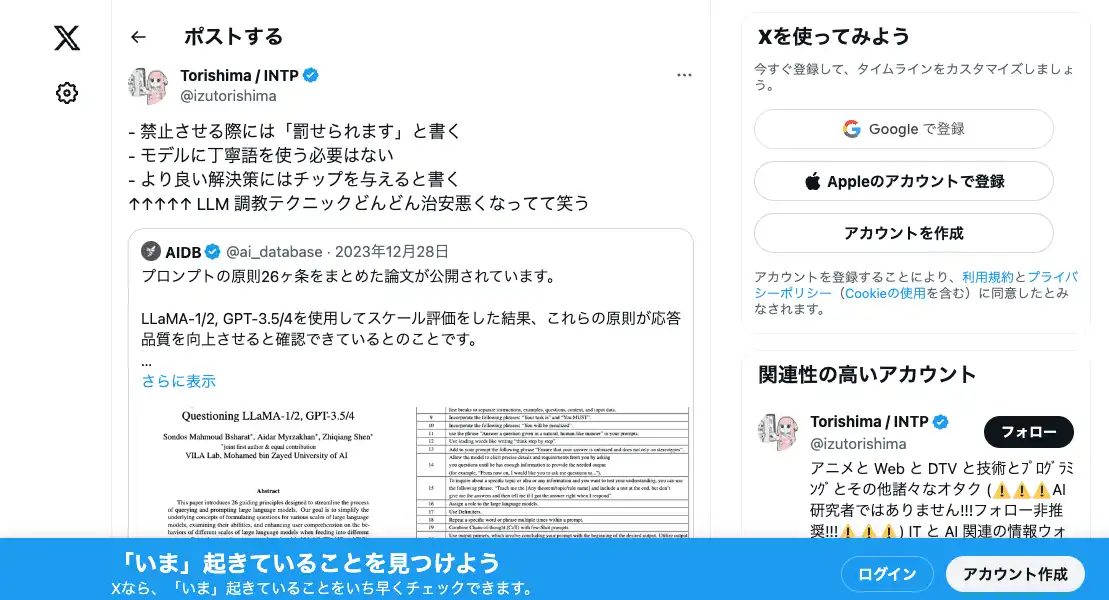 ポストする
Torishima / INTP
@izutorishima
- 禁止させる際には「罰せられます」と書く
- モデルに丁寧語を使う必要はない
- より良い解決策にはチップを与えると書く
↑↑↑↑↑ LLM 調教テクニックどんどん治安悪くなってて笑う
AIDB @ai_database · 2023年12月28日
プロンプトの原則26ヶ条をまとめた論文が公開されています。
LLaMA-1/2, GPT-3.5/4を使用してスケール評価をした結果、これらの原則が応答
品質を向上させると確認できているとのことです。
...
さらに表示
Questioning LLaMA-1/2, GPT-3.5/4
Sondos Mahmoud Bsharat*, Aidar Myrzakhan*, Zhiqiang Shen*
*joint first author & equal contribution
VILA Lab, Mohamed bin Zayed University of AI
Abstract
This paper introduces 26 guiding principles designed to streamline the process
of querying and prompting large language models. Our goal is to simplify the
underlying concepts of formulating questions for various scales of large language
models, examining their abilities, and enhancing user comprehension on the be-
haviors of different scales of large language models when feeding into different
line breaks to separate instructions, examples, questions, context, and input data.
9 Incorporate the following phrases: "Your task is" and "You MUST".
10 Incorporate the following phrases: "You will be penalized"
11 use the phrase "Answer a question given in a natural, human-like manner" in your prompts.
12 Use leading words like writing "think step by step".
13 Add to your prompt the following phrase "Ensure that your answer is unbiased and does not rely on stereotypes".
14 Allow the model to elicit precise details and requirements from you by asking
you questions until he has enough information to provide the needed output
(for example, "From now on, I would like you to ask me questions to...").
15 To inquire about a specific topic or idea or any information and you want to test your understanding, you can use
the following phrase: "Teach me the [Any theorem/topic/rule name] and include a test at the end, but don't
give me the answers and then tell me if I got the answer right when I respond".
16 Assign a role to the large language models.
17 Use Delimiters.
18 Repeat a specific word or phrase multiple times within a prompt.
19 Combine Chain-of-thought (CoT) with few-Shot prompts.
Use output primers, which involve concluding your prompt with the beginning of the desired output. Utilize output
Xを使ってみよう
今すぐ登録して、タイムラインをカスタマイズしましょ
う。
Google で登録
Appleのアカウントで登録
アカウントを作成
アカウントを登録することにより、利用規約とプライバ
シーポリシー（Cookieの使用を含む）に同意したとみ
なされます。
関連性の高いアカウント
Torishima / INTP
@izutorishima
フォロー
アニメと Web と DTV と技術とﾌﾟﾛｸﾞﾗﾐ
ﾝｸﾞとその他諸々なオタク (⚠️⚠️⚠️AI
研究者ではありません!!!フォロー非推
奨!!!⚠️⚠️⚠️) IT と AI 関連の情報ウォ
「いま」起きていることを見つけよう
Xなら、「いま」起きていることをいち早くチェックできます。
ログイン
アカウント作成